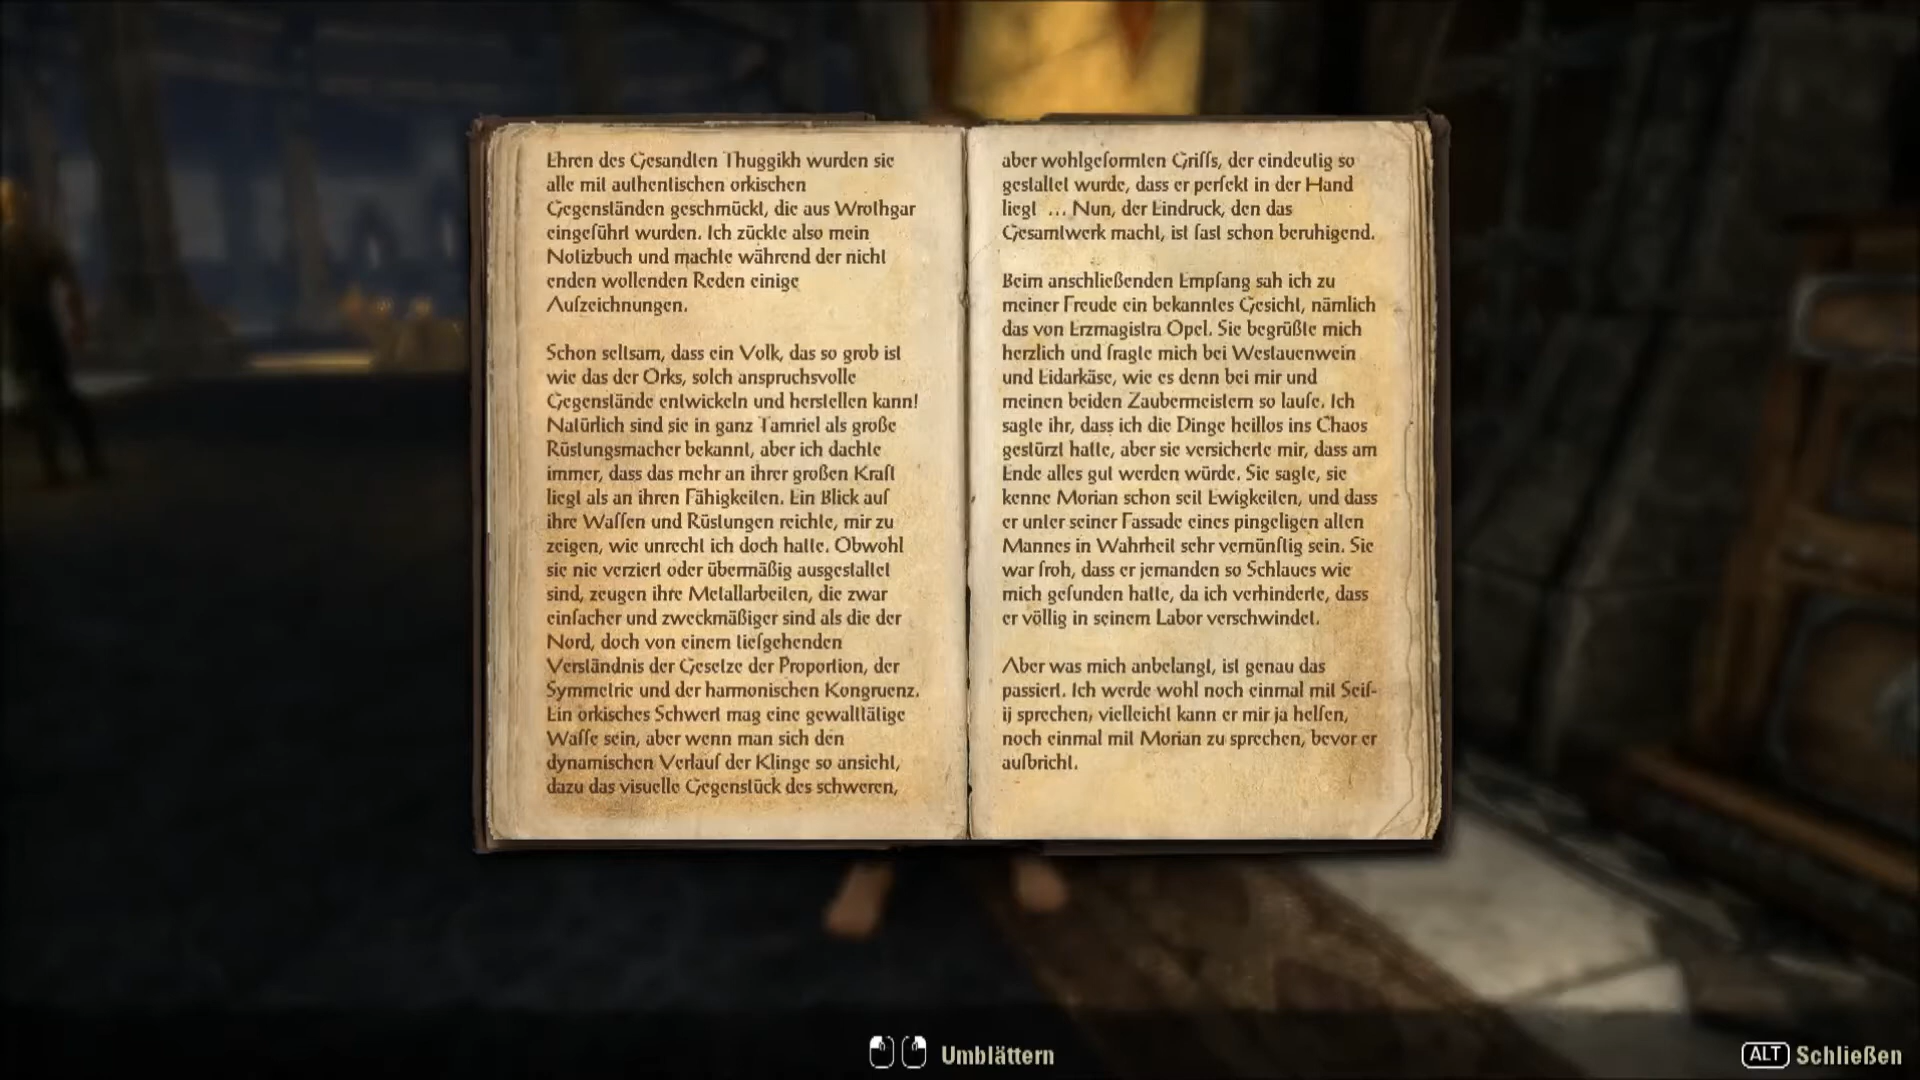 Ehren des Gesandten Thuggikh wurden sie
alle mit authentischen orkischen
Gegenständen geschmückt, die aus Wrothgar
eingeführt wurden. Ich zückte also mein
Notizbuch und machte während der nicht
enden wollenden Reden einige
Aufzeichnungen.
Schon seltsam, dass ein Volk, das so grob ist
wie das der Orks, solch anspruchsvolle
Gegenstände entwickeln und herstellen kann!
Natürlich sind sie in ganz Tamriel als große
Rüstungsmacher bekannt, aber ich dachte
immer, dass das mehr an ihrer großen Kraft
liegt als an ihren Fähigkeiten. Ein Blick auf
ihre Waffen und Rüstungen reichte, mir zu
zeigen, wie unrecht ich doch hatte. Obwohl
sie nie verziert oder übermäßig ausgestaltet
sind, zeugen ihre Metallarbeiten, die zwar
einfacher und zweckmäßiger sind als die der
Nord, doch von einem tiefgehenden
Verständnis der Gesetze der Proportion, der
Symmetrie und der harmonischen Kongruenz.
Ein orkisches Schwert mag eine gewalttätige
Waffe sein, aber wenn man sich den
dynamischen Verlauf der Klinge so ansieht,
dazu das visuelle Gegenstück des schweren,
aber wohlgeformten Griffs, der eindeutig so
gestaltet wurde, dass er perfekt in der Hand
liegt … Nun, der Eindruck, den das
Gesamtwerk macht, ist fast schon beruhigend.
Beim anschließenden Empfang sah ich zu
meiner Freude ein bekanntes Gesicht, nämlich
das von Erzmagistra Opel. Sie begrüßte mich
herzlich und fragte mich bei Westauenwein
und Eidarkäse, wie es denn bei mir und
meinen beiden Zaubermeistern so laufe. Ich
sagte ihr, dass ich die Dinge heillos ins Chaos
gestürzt hatte, aber sie versicherte mir, dass am
Ende alles gut werden würde. Sie sagte, sie
kenne Morian schon seit Ewigkeiten, und dass
er unter seiner Fassade eines pingeligen alten
Mannes in Wahrheit sehr vernünftig sein. Sie
war froh, dass er jemanden so Schlaues wie
mich gefunden hatte, da ich verhinderte, dass
er völlig in seinem Labor verschwindet.
Aber was mich anbelangt, ist genau das
passiert. Ich werde wohl noch einmal mit Seif-
ij sprechen, vielleicht kann er mir ja helfen,
noch einmal mit Morian zu sprechen, bevor er
aufbricht.
Umblättern
ALT Schließen